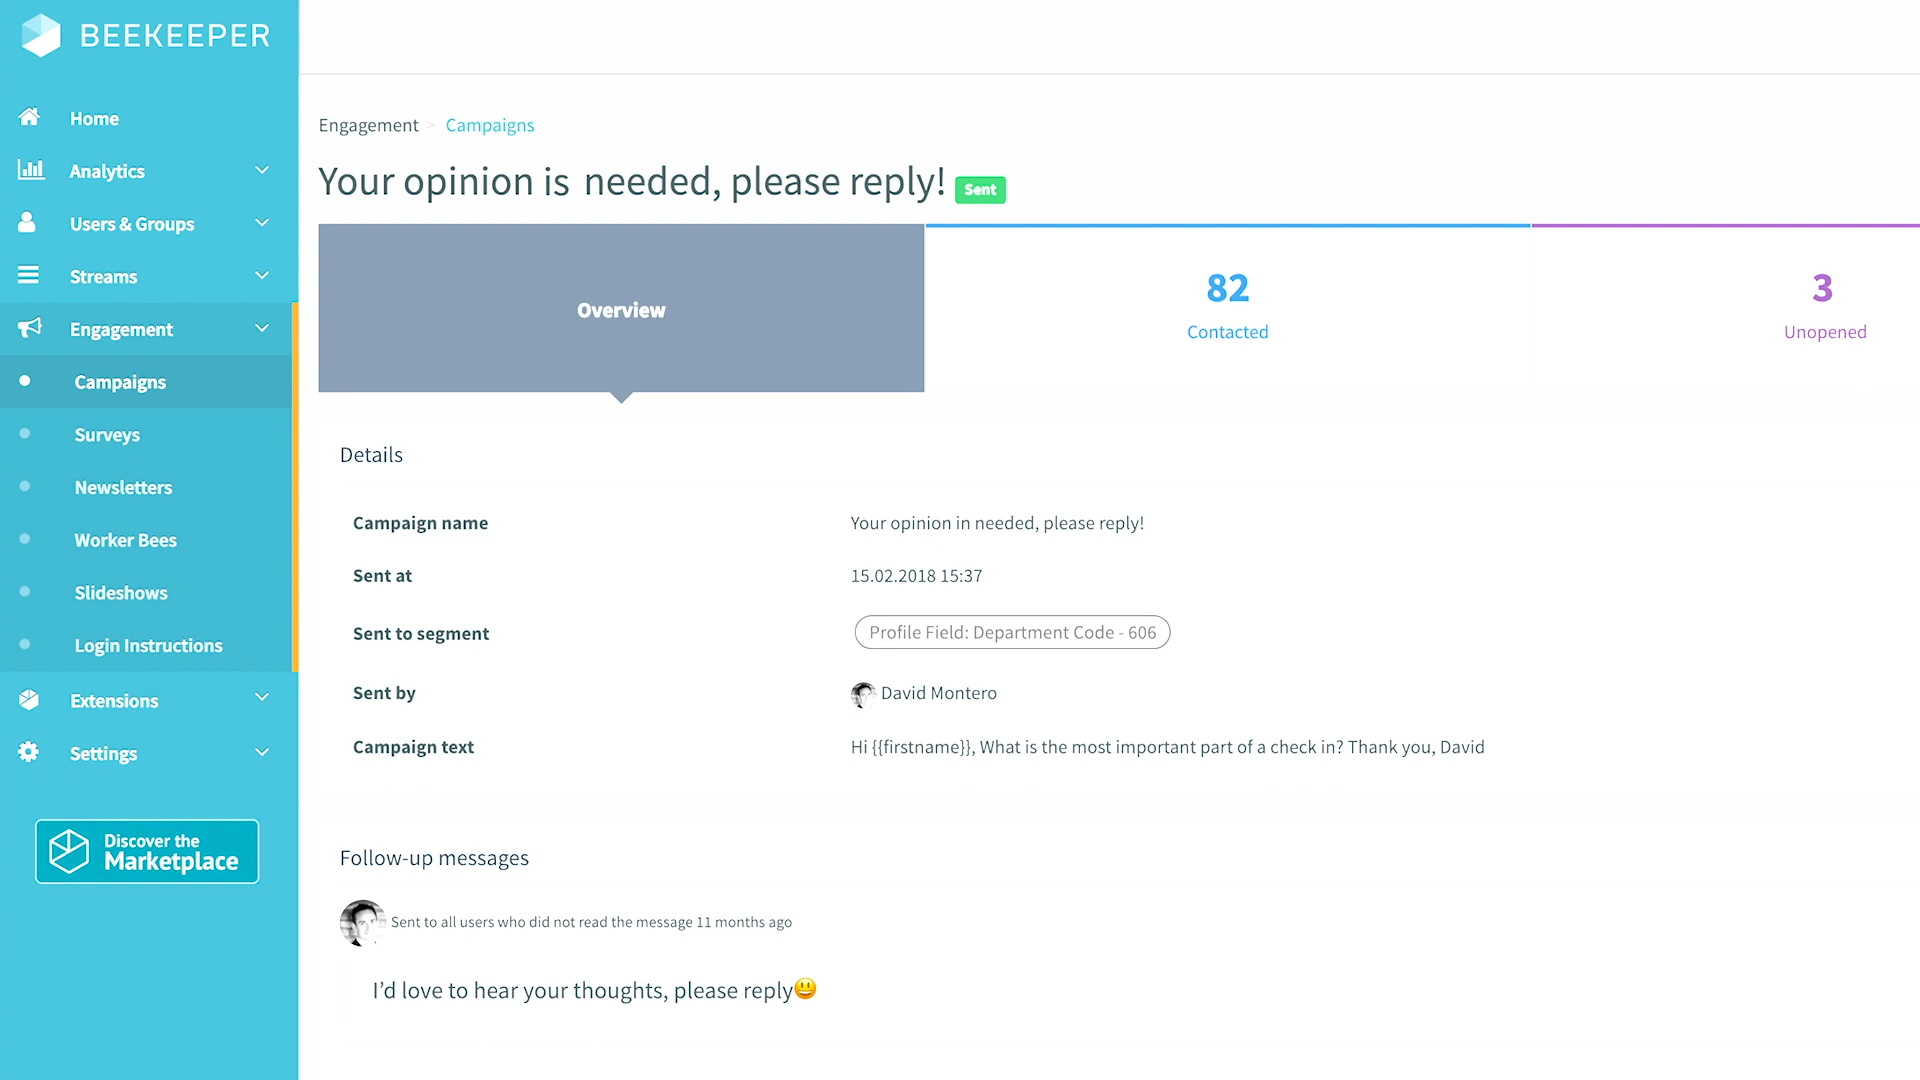 BEEKEEPER
Home
Analytics
Users & Groups
Streams
Engagement
Campaigns
Surveys
Newsletters
Worker Bees
Slideshows
Login Instructions
Extensions
Settings
Discover the
Marketplace
Engagement > Campaigns
Your opinion is needed, please reply! Sent
Overview
82
Contacted
3
Unopened
Details
Campaign name Your opinion in needed, please reply!
Sent at 15.02.2018 15:37
Sent to segment Profile Field: Department Code - 606
Sent by David Montero
Campaign text Hi {{firstname}}, What is the most important part of a check in? Thank you, David
Follow-up messages
Sent to all users who did not read the message 11 months ago
I’d love to hear your thoughts, please reply😃